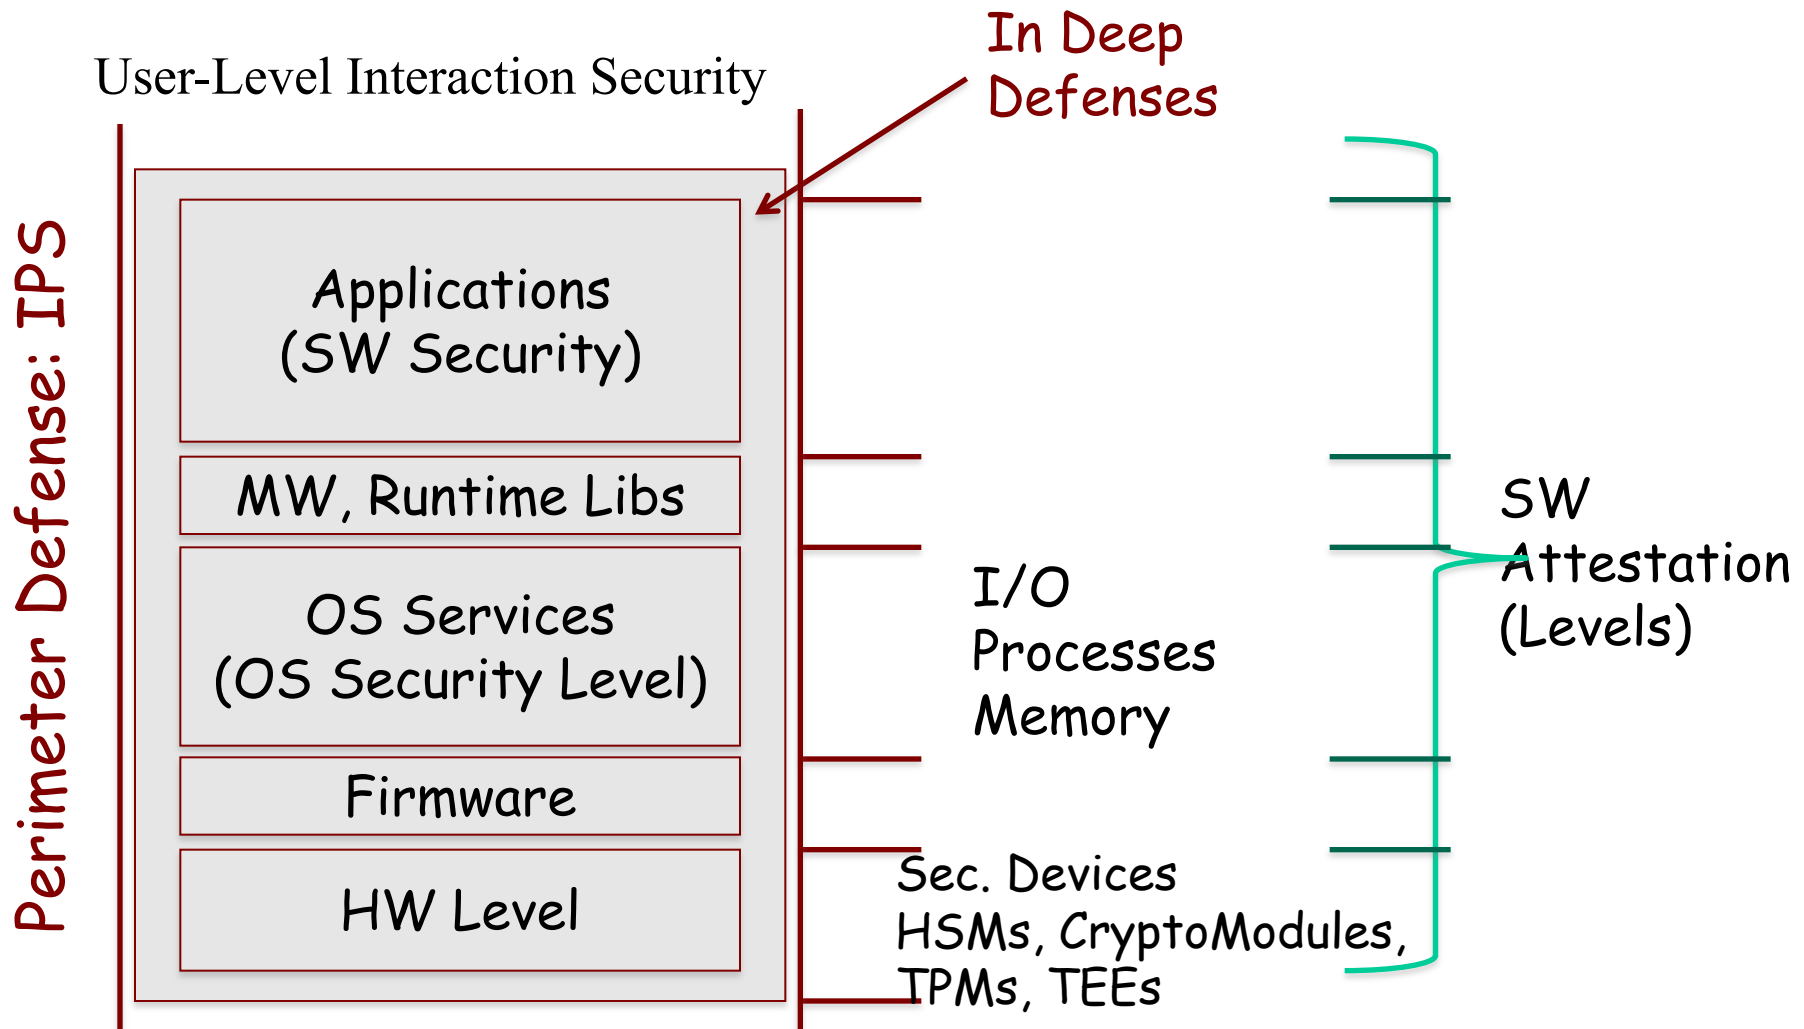 User-Level Interaction Security
In Deep
Defenses
Perimeter Defense: IPS
Applications
(SW Security)
MW, Runtime Libs
OS Services
(OS Security Level)
Firmware
HW Level
I/O
Processes
Memory
Sec. Devices
HSMs, CryptoModules,
TPMs, TEEs
SW
Attestation
(Levels)